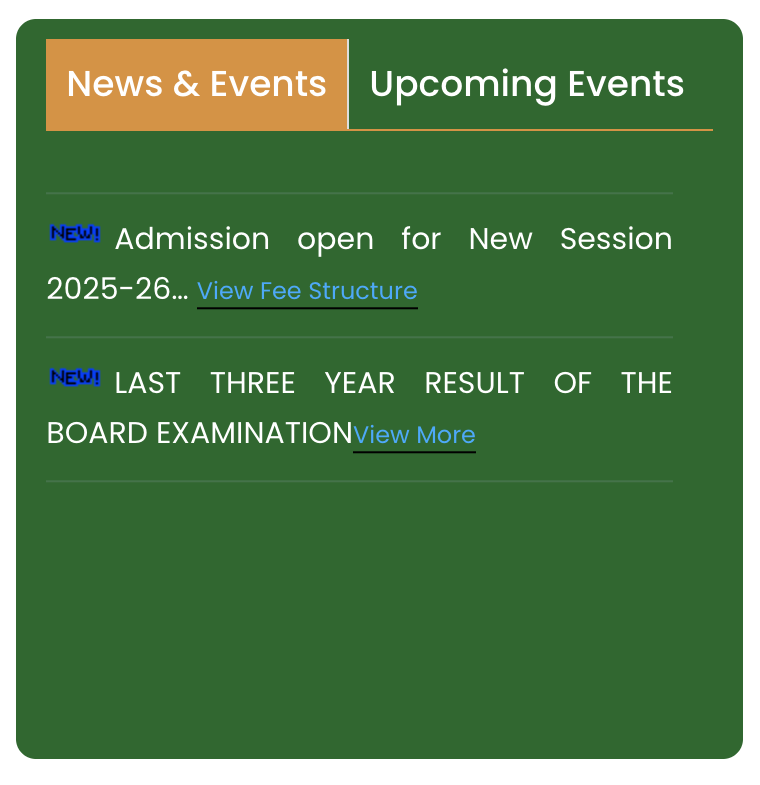 News & Events Upcoming Events
NEW! Admission open for New Session
2025-26... View Fee Structure
NEW! LAST THREE YEAR RESULT OF THE
BOARD EXAMINATIONView More